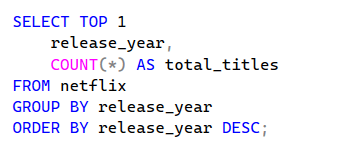 SELECT TOP 1
    release_year,
    COUNT(*) AS total_titles
FROM netflix
GROUP BY release_year
ORDER BY release_year DESC;